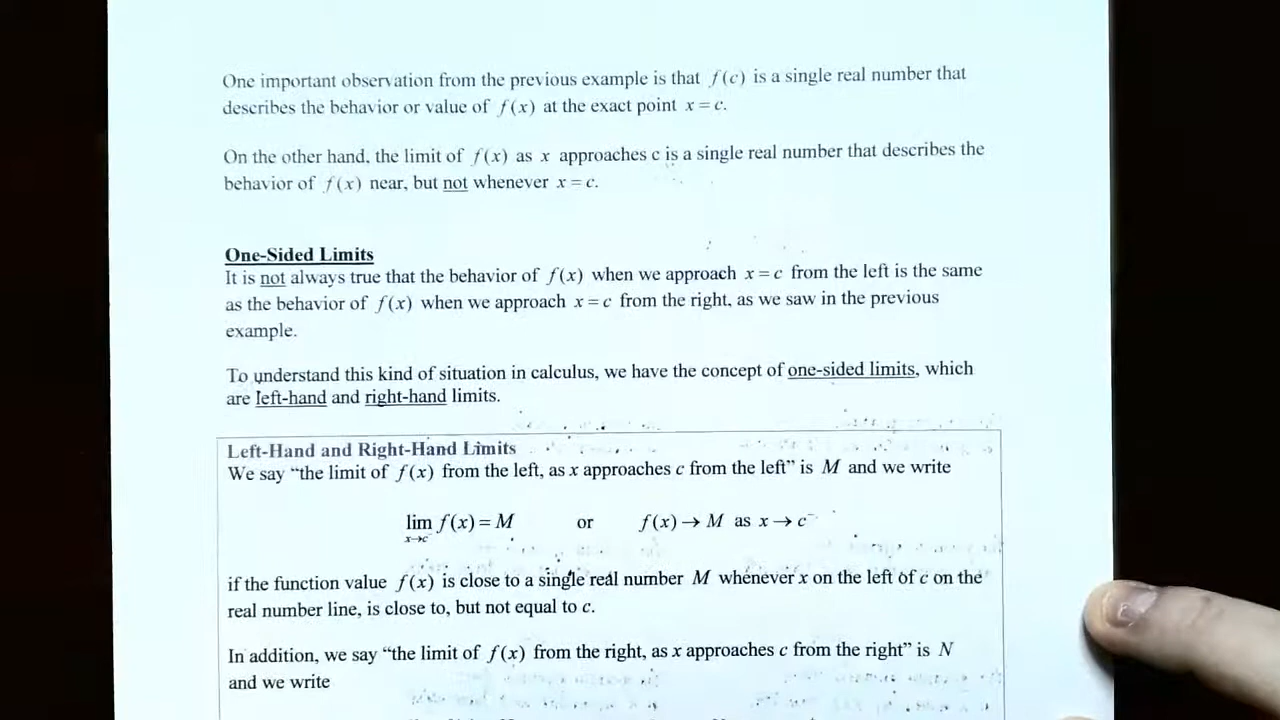 One important observation from the previous example is that f(c) is a single real number that
describes the behavior or value of f(x) at the exact point x = c.
On the other hand, the limit of f(x) as x approaches c is a single real number that describes the
behavior of f(x) near, but not whenever x = c.
One-Sided Limits
It is not always true that the behavior of f(x) when we approach x = c from the left is the same
as the behavior of f(x) when we approach x = c from the right, as we saw in the previous
example.
To understand this kind of situation in calculus, we have the concept of one-sided limits, which
are left-hand and right-hand limits.
Left-Hand and Right-Hand Limits
We say “the limit of f(x) from the left, as x approaches c from the left” is M and we write
lim f(x) = M or f(x) → M as x → c⁻
x→c⁻
if the function value f(x) is close to a single real number M whenever x on the left of c on the
real number line, is close to, but not equal to c.
In addition, we say “the limit of f(x) from the right, as x approaches c from the right” is N
and we write